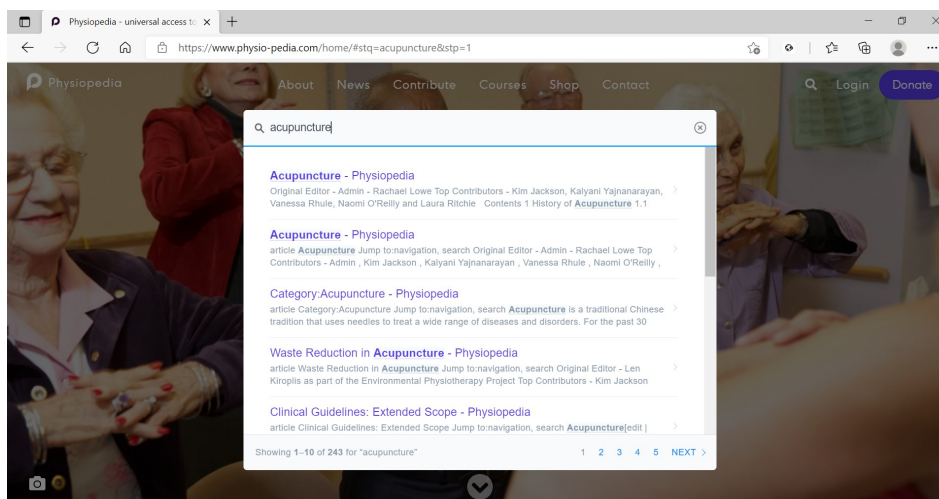 Physiopedia - universal access to
https://www.physio-pedia.com/home/#stq=acupuncture&stp=1
Physiopedia
About News Contribute Courses Shop Contact
Login Donate
acupuncture
Acupuncture - Physiopedia
Original Editor - Admin - Rachael Lowe Top Contributors - Kim Jackson, Kalyani Yajnanarayan,
Vanessa Rhule, Naomi O'Reilly and Laura Ritchie Contents 1 History of Acupuncture 1.1
Acupuncture - Physiopedia
article Acupuncture Jump to:navigation, search Original Editor - Admin - Rachael Lowe Top
Contributors - Admin , Kim Jackson , Kalyani Yajnanarayan , Vanessa Rhule , Naomi O'Reilly ,
Category:Acupuncture - Physiopedia
article Category:Acupuncture Jump to:navigation, search Acupuncture is a traditional Chinese
tradition that uses needles to treat a wide range of diseases and disorders. For the past 30
Waste Reduction in Acupuncture - Physiopedia
article Waste Reduction in Acupuncture Jump to:navigation, search Original Editor - Len
Kiroplis as part of the Environmental Physiotherapy Project Top Contributors - Kim Jackson
Clinical Guidelines: Extended Scope - Physiopedia
article Clinical Guidelines: Extended Scope Jump to:navigation, search Acupuncture[edit |
Showing 1–10 of 243 for "acupuncture"
1 2 3 4 5 NEXT >